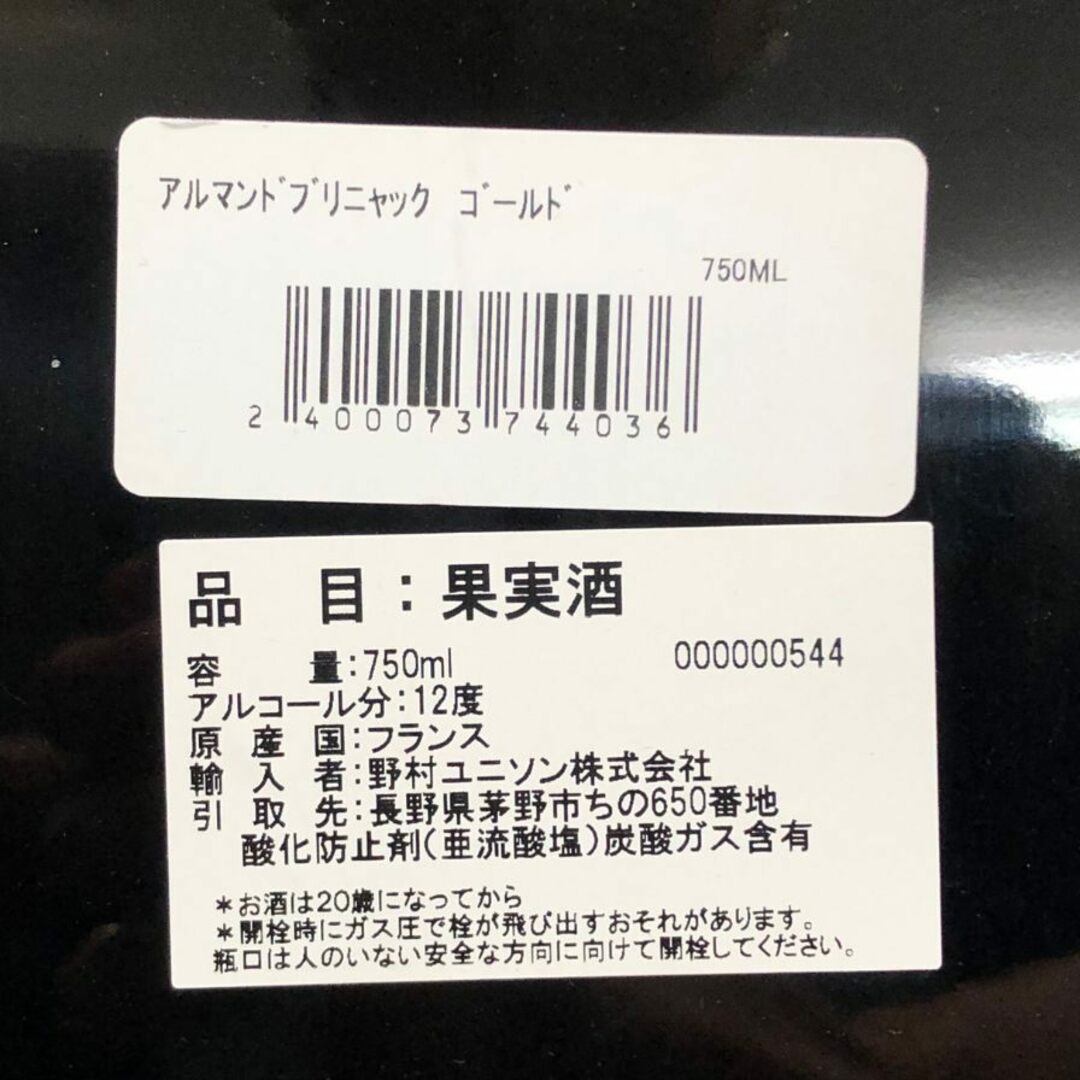 ｱﾙﾏﾝﾄﾞﾌﾞﾘﾆｬｯｸ ｺﾞｰﾙﾄﾞ
750ML
2 400073 744036
品　目：果実酒
容　量：750ml 000000544
アルコール分：12度
原　産　国：フランス
輸　入　者：野村ユニソン株式会社
引　取　先：長野県茅野市ちの650番地
酸化防止剤（亜流酸塩）炭酸ガス含有
＊お酒は20歳になってから
＊開栓時にガス圧で栓が飛び出すおそれがあります。
瓶口は人のいない安全な方向に向けて開栓してください。